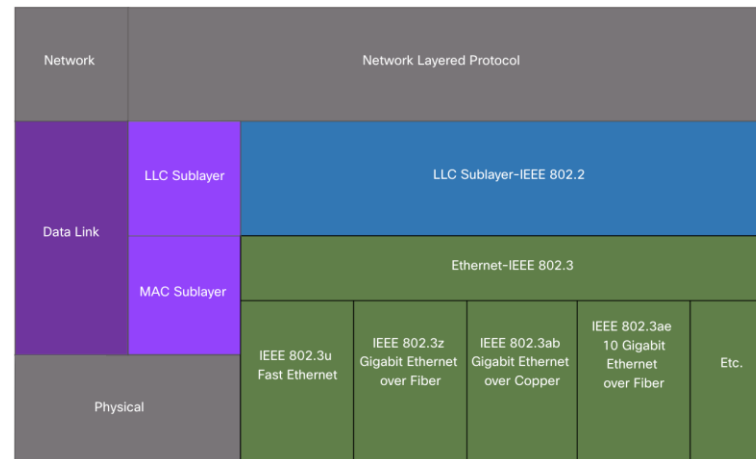 Network
Network Layered Protocol
Data Link
LLC Sublayer
LLC Sublayer-IEEE 802.2
MAC Sublayer
Ethernet-IEEE 802.3
IEEE 802.3u
Fast Ethernet
IEEE 802.3z
Gigabit Ethernet
over Fiber
IEEE 802.3ab
Gigabit Ethernet
over Copper
IEEE 802.3ae
10 Gigabit
Ethernet
over Fiber
Etc.
Physical